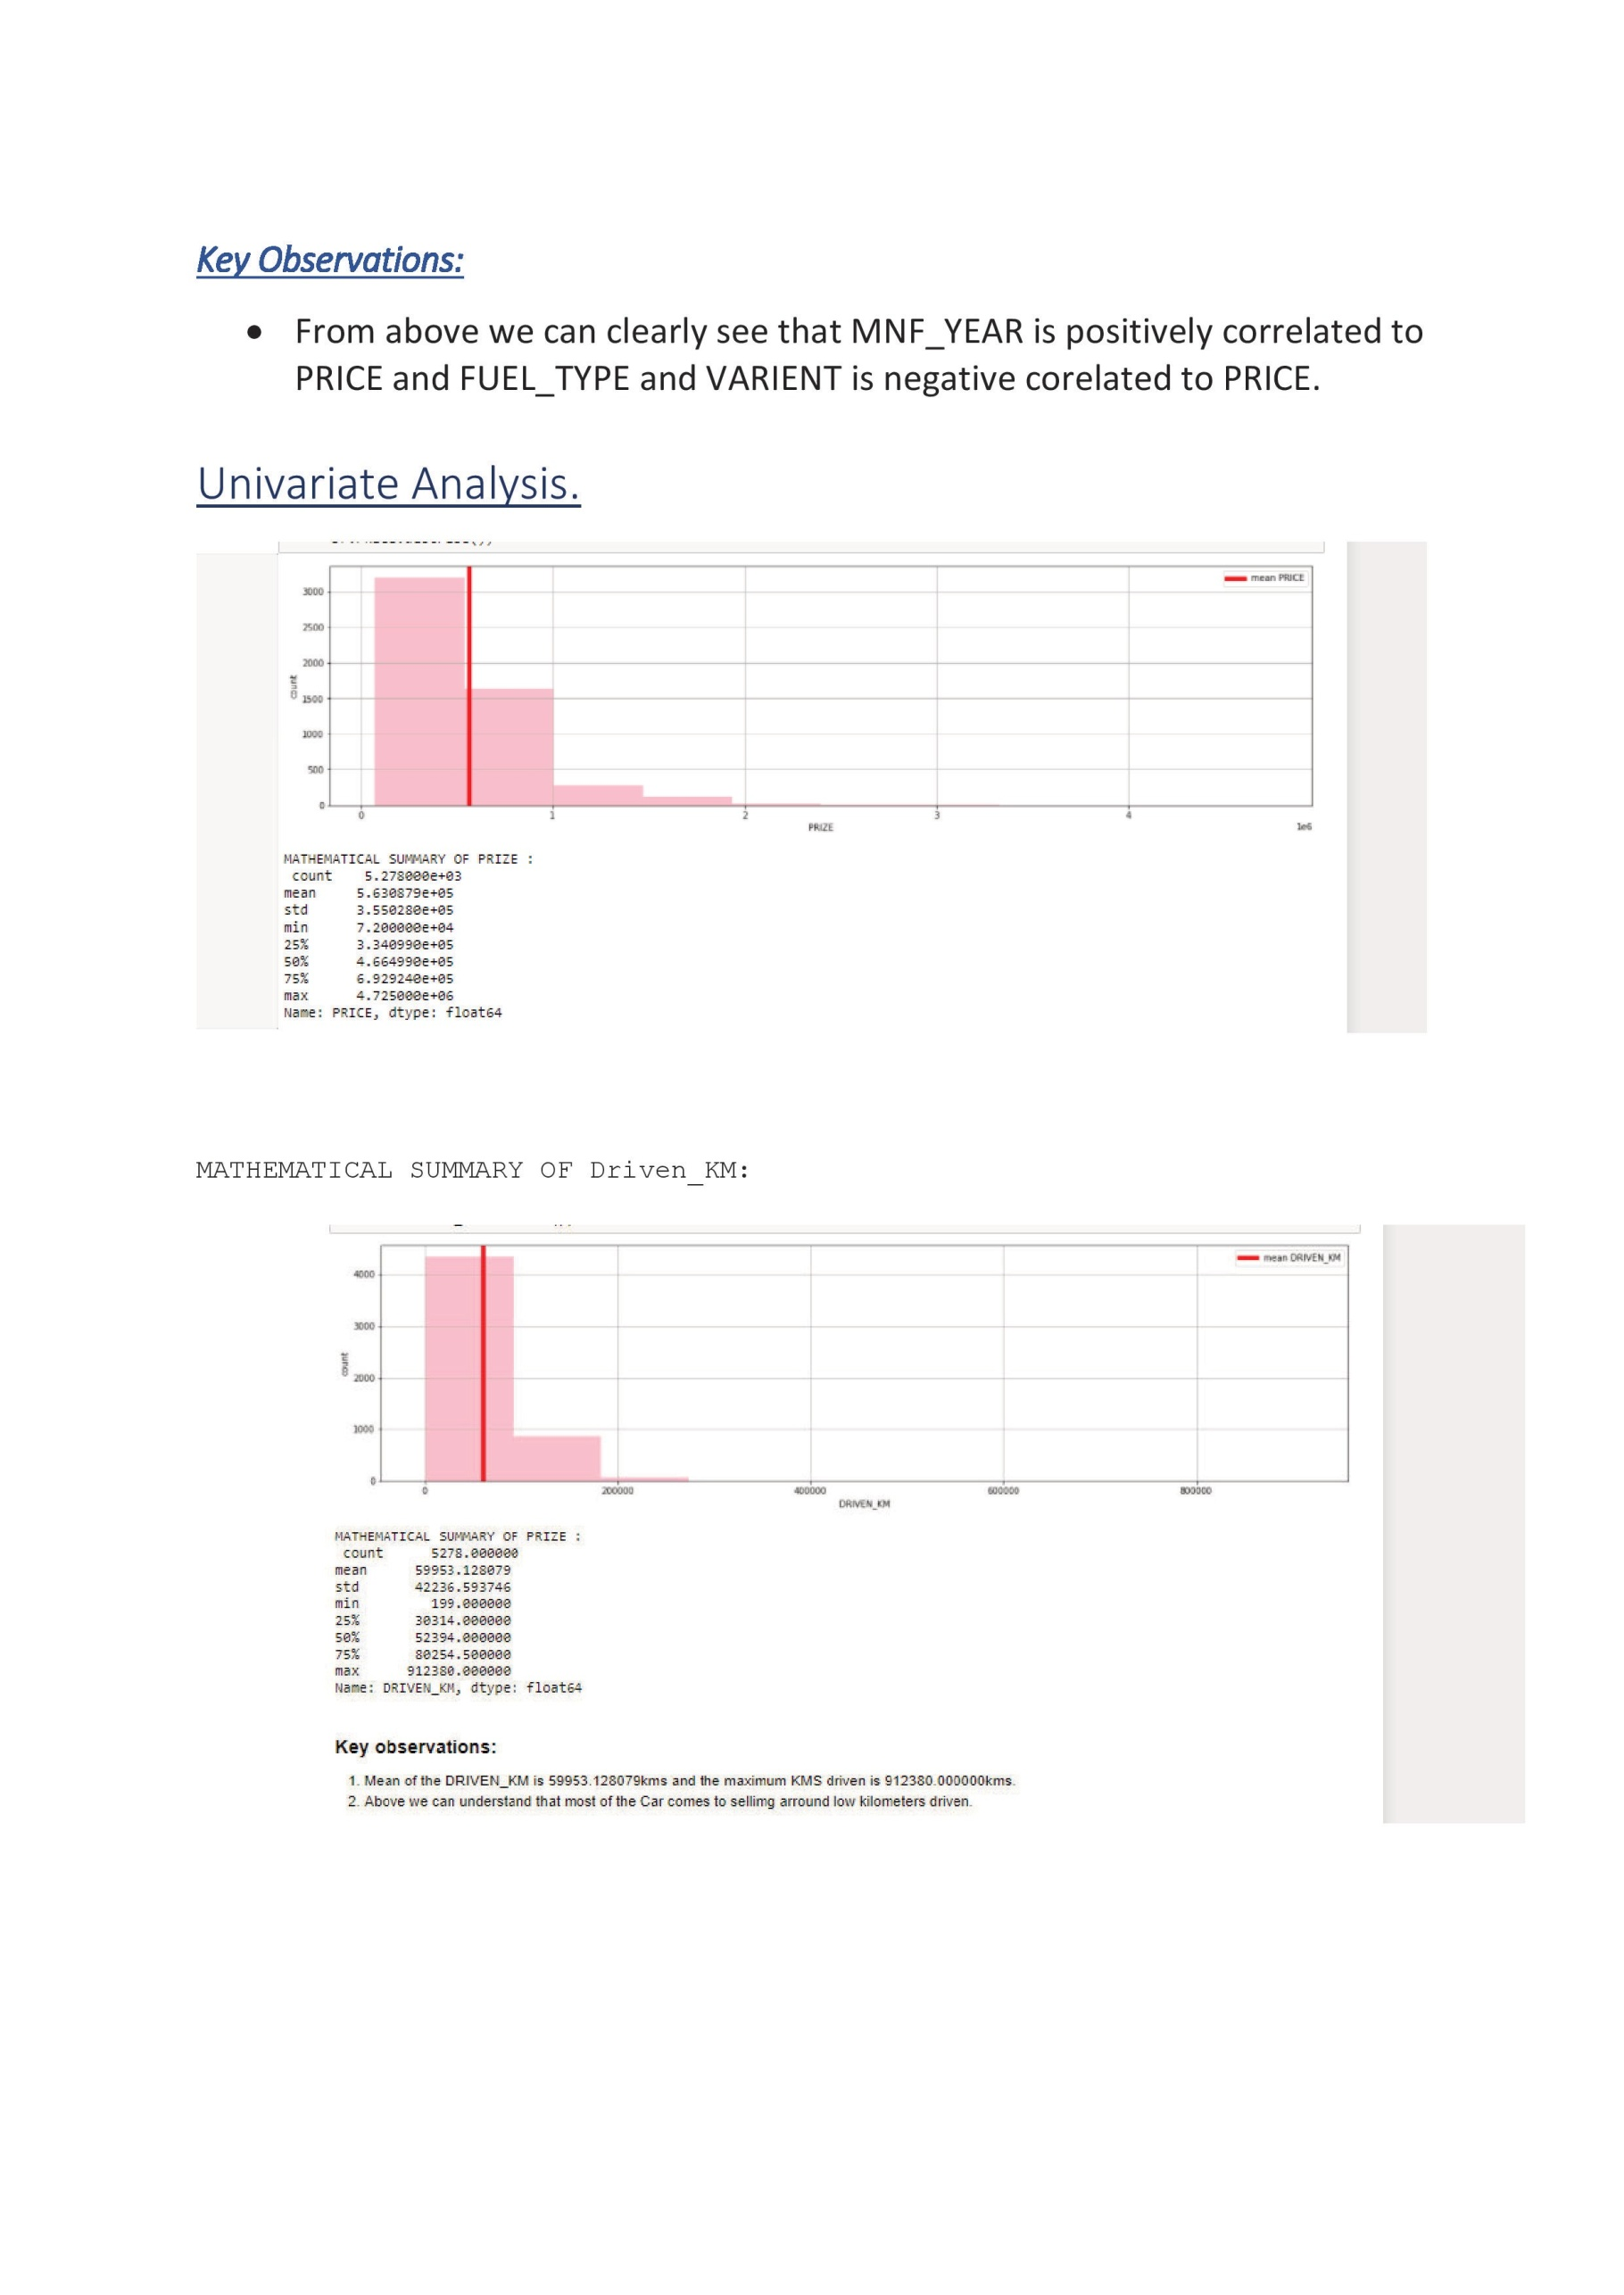 Key Observations:
• From above we can clearly see that MNF_YEAR is positively correlated to
PRICE and FUEL_TYPE and VARIENT is negative corelated to PRICE.
Univariate Analysis.
mean PRICE
3000
2500
2000
1500
1000
500
0
count
0 1 2 3 4
PRIZE
1e6
MATHEMATICAL SUMMARY OF PRIZE :
count 5.278000e+03
mean 5.630879e+05
std 3.550280e+05
min 7.200000e+04
25% 3.340990e+05
50% 4.664990e+05
75% 6.929240e+05
max 4.725000e+06
Name: PRICE, dtype: float64
MATHEMATICAL SUMMARY OF Driven_KM:
mean DRIVEN_KM
4000
3000
2000
1000
0
count
0 200000 400000 600000 800000
DRIVEN_KM
MATHEMATICAL SUMMARY OF PRIZE :
count 5278.000000
mean 59953.128079
std 42236.593746
min 199.000000
25% 30314.000000
50% 52394.000000
75% 80254.500000
max 912380.000000
Name: DRIVEN_KM, dtype: float64
Key observations:
1. Mean of the DRIVEN_KM is 59953.128079kms and the maximum KMS driven is 912380.000000kms.
2. Above we can understand that most of the Car comes to sellimg arround low kilometers driven.